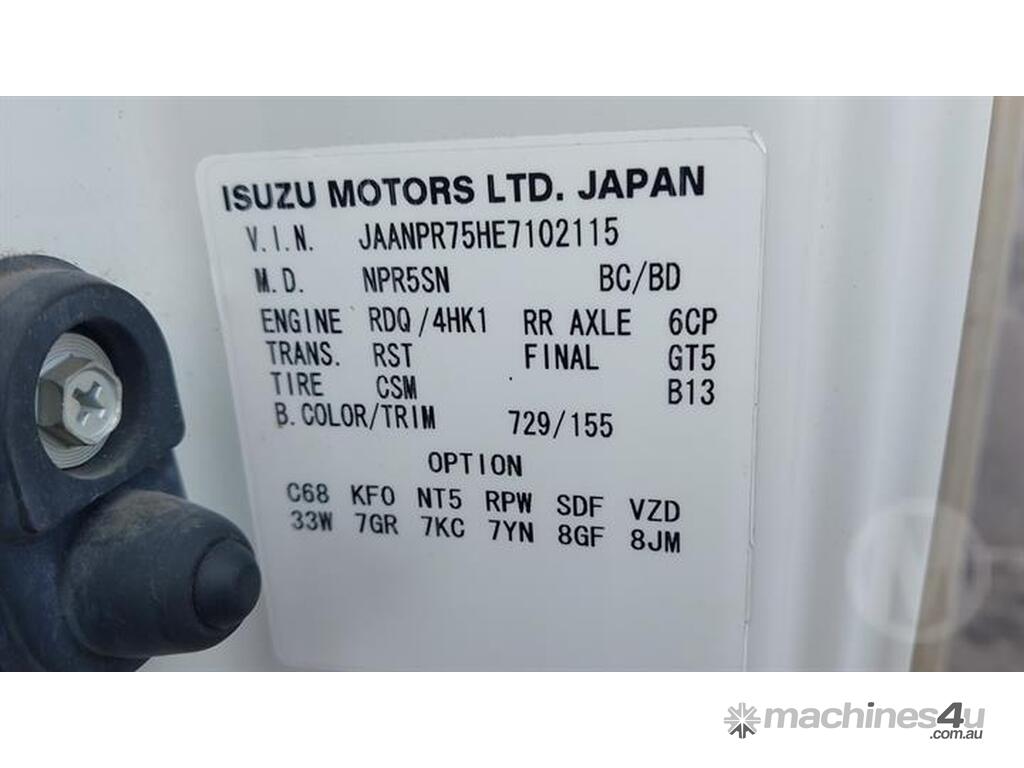 ISUZU MOTORS LTD. JAPAN
V.I.N. JAANPR75HE7102115
M.D. NPR5SN BC/BD
ENGINE RDQ/4HK1 RR AXLE 6CP
TRANS. RST FINAL GT5
TIRE CSM B13
B.COLOR/TRIM 729/155
OPTION
C68 KF0 NT5 RPW SDF VZD
33W 7GR 7KC 7YN 8GF 8JM
machines4u
.com.au